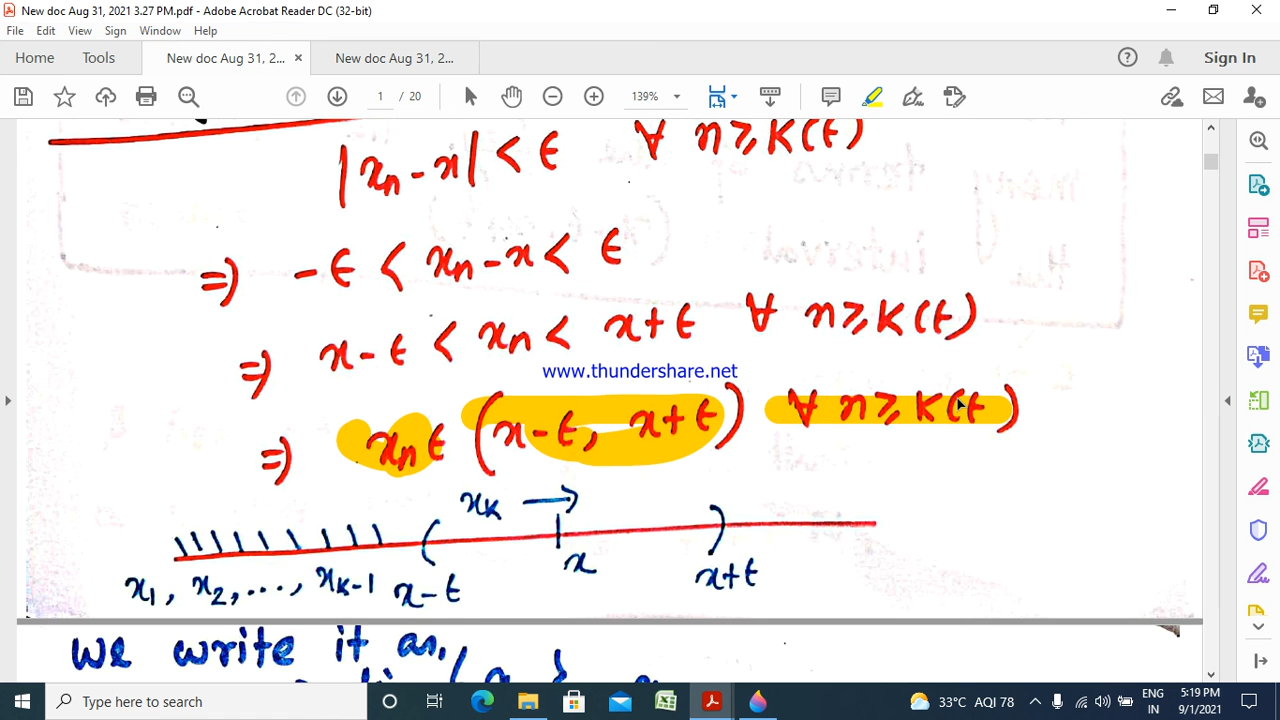 New doc Aug 31, 2021 3.27 PM.pdf - Adobe Acrobat Reader DC (32-bit)
File Edit View Sign Window Help
Home Tools New doc Aug 31, 2... × New doc Aug 31, 2... Sign In
1 / 20 139%
|xn - x| < ϵ ∀ n ≥ K(ϵ)
⇒ -ϵ < xn - x < ϵ
⇒ x - ϵ < xn < x + ϵ ∀ n ≥ K(ϵ)
www.thundershare.net
⇒ xn ϵ (x - ϵ, x + ϵ) ∀ n ≥ K(ϵ)
xK →
x1, x2, ..., xK-1 x - ϵ x x + ϵ
We write it as,
Type here to search
33°C AQI 78 ENG IN 5:19 PM 9/1/2021